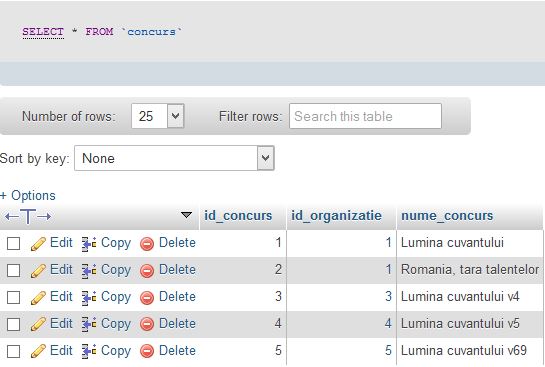 SELECT * FROM `concurs`
Number of rows: 25 Filter rows: Search this table
Sort by key: None
+ Options
←T→ id_concurs id_organizatie nume_concurs
Edit Copy Delete 1 1 Lumina cuvantului
Edit Copy Delete 2 1 Romania, tara talentelor
Edit Copy Delete 3 3 Lumina cuvantului v4
Edit Copy Delete 4 4 Lumina cuvantului v5
Edit Copy Delete 5 5 Lumina cuvantului v69